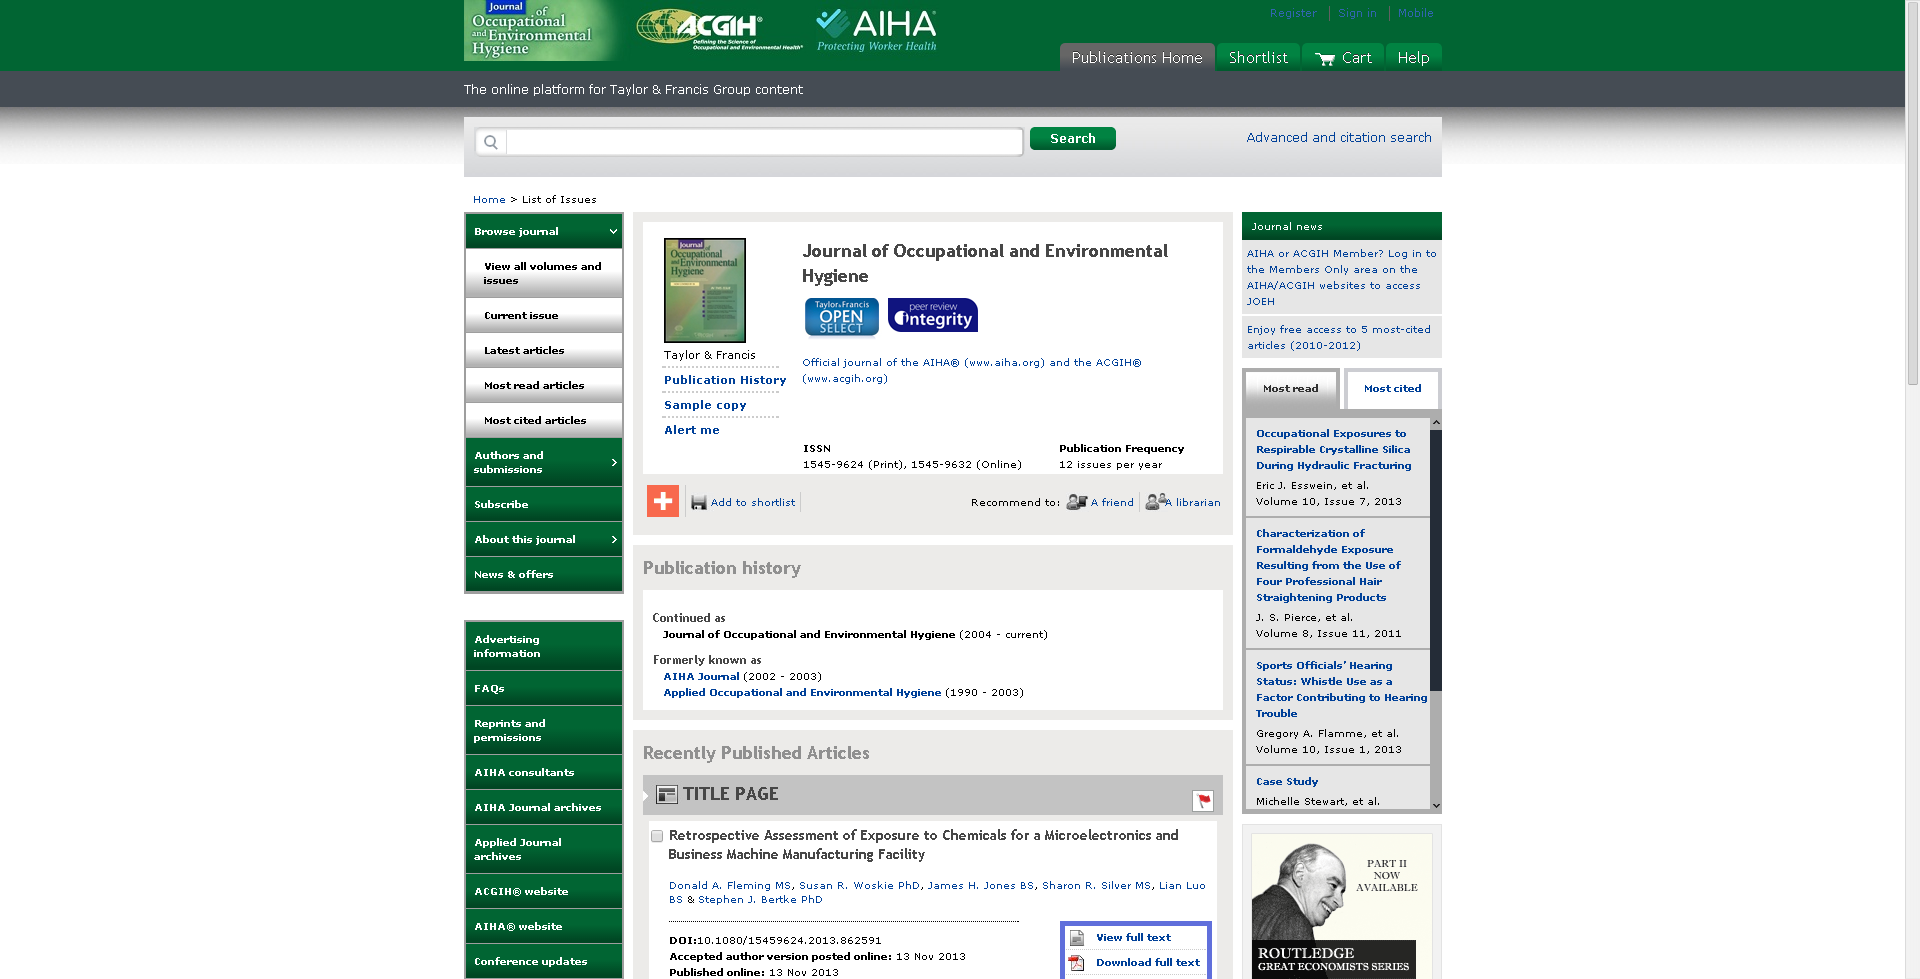 Journal of
Occupational
and Environmental
Hygiene
ACGIH®
Defining the Science of
Occupational and Environmental Health®
AIHA®
Protecting Worker Health
Register
Sign in
Mobile
Publications Home
Shortlist
Cart
Help
The online platform for Taylor & Francis Group content
Search
Advanced and citation search
Home > List of Issues
Browse journal
View all volumes and
issues
Current issue
Latest articles
Most read articles
Most cited articles
Authors and
submissions
Subscribe
About this journal
News & offers
Advertising
information
FAQs
Reprints and
permissions
AIHA consultants
AIHA Journal archives
Applied Journal
archives
ACGIH® website
AIHA® website
Conference updates
Journal of
Occupational
and Environmental
Hygiene
Taylor & Francis
Publication History
Sample copy
Alert me
Journal of Occupational and Environmental
Hygiene
Taylor & Francis
OPEN
SELECT
peer review
integrity
Official journal of the AIHA® (www.aiha.org) and the ACGIH®
(www.acgih.org)
ISSN
1545-9624 (Print), 1545-9632 (Online)
Publication Frequency
12 issues per year
Add to shortlist
Recommend to:
A friend
A librarian
Publication history
Continued as
Journal of Occupational and Environmental Hygiene (2004 - current)
Formerly known as
AIHA Journal (2002 - 2003)
Applied Occupational and Environmental Hygiene (1990 - 2003)
Recently Published Articles
TITLE PAGE
Retrospective Assessment of Exposure to Chemicals for a Microelectronics and
Business Machine Manufacturing Facility
Donald A. Fleming MS, Susan R. Woskie PhD, James H. Jones BS, Sharon R. Silver MS, Lian Luo
BS & Stephen J. Bertke PhD
DOI:10.1080/15459624.2013.862591
Accepted author version posted online: 13 Nov 2013
Published online: 13 Nov 2013
View full text
Download full text
Journal news
AIHA or ACGIH Member? Log in to
the Members Only area on the
AIHA/ACGIH websites to access
JOEH
Enjoy free access to 5 most-cited
articles (2010-2012)
Most read
Most cited
Occupational Exposures to
Respirable Crystalline Silica
During Hydraulic Fracturing
Eric J. Esswein, et al.
Volume 10, Issue 7, 2013
Characterization of
Formaldehyde Exposure
Resulting from the Use of
Four Professional Hair
Straightening Products
J. S. Pierce, et al.
Volume 8, Issue 11, 2011
Sports Officials’ Hearing
Status: Whistle Use as a
Factor Contributing to Hearing
Trouble
Gregory A. Flamme, et al.
Volume 10, Issue 1, 2013
Case Study
Michelle Stewart, et al.
PART II
NOW
AVAILABLE
ROUTLEDGE
GREAT ECONOMISTS SERIES